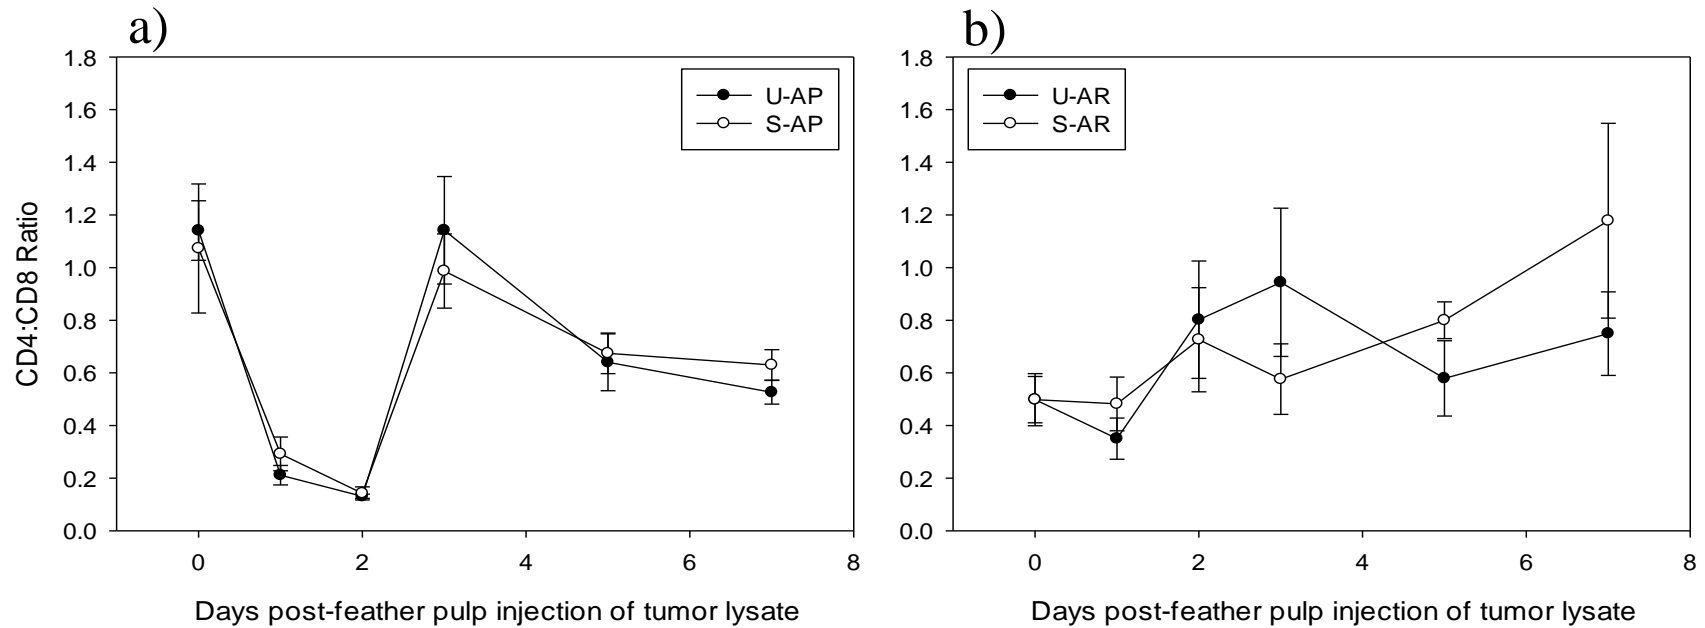 a)
CD4:CD8 Ratio
1.8
1.6
1.4
1.2
1.0
0.8
0.6
0.4
0.2
0.0
U-AP
S-AP
0 2 4 6 8
Days post-feather pulp injection of tumor lysate
b)
1.8
1.6
1.4
1.2
1.0
0.8
0.6
0.4
0.2
0.0
U-AR
S-AR
0 2 4 6 8
Days post-feather pulp injection of tumor lysate